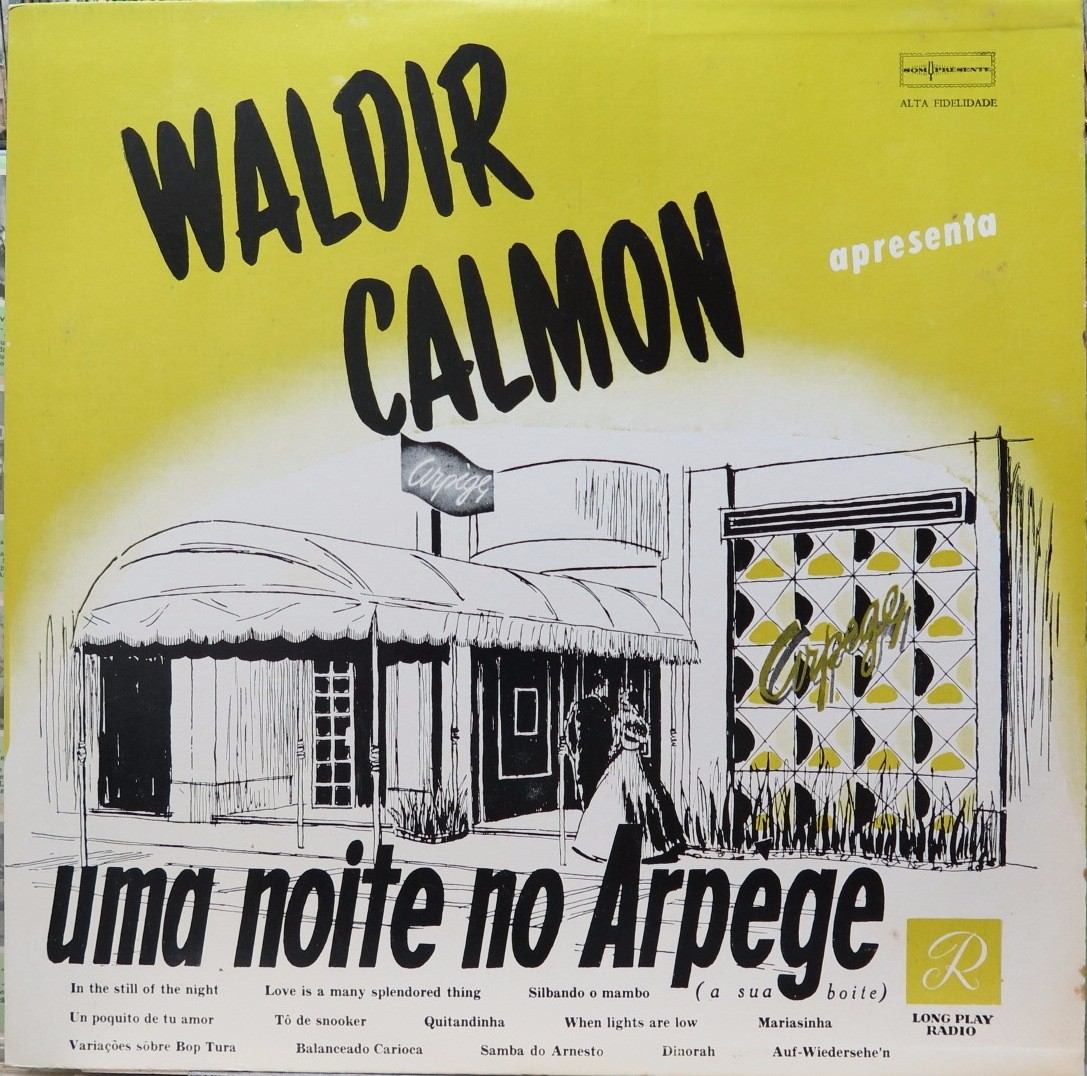 SOM PRESENTE
ALTA FIDELIDADE
WALDIR
CALMON
apresenta
Arpège
Arpege
uma noite no Arpege
(a sua boite)
In the still of the night Love is a many splendored thing Silbando o mambo
Un poquito de tu amor Tô de snooker Quitandinha When lights are low Mariasinha
Variações sôbre Bop Tura Balanceado Carioca Samba do Arnesto Dinorah Auf-Wiedersehe'n
R
LONG PLAY
RADIO